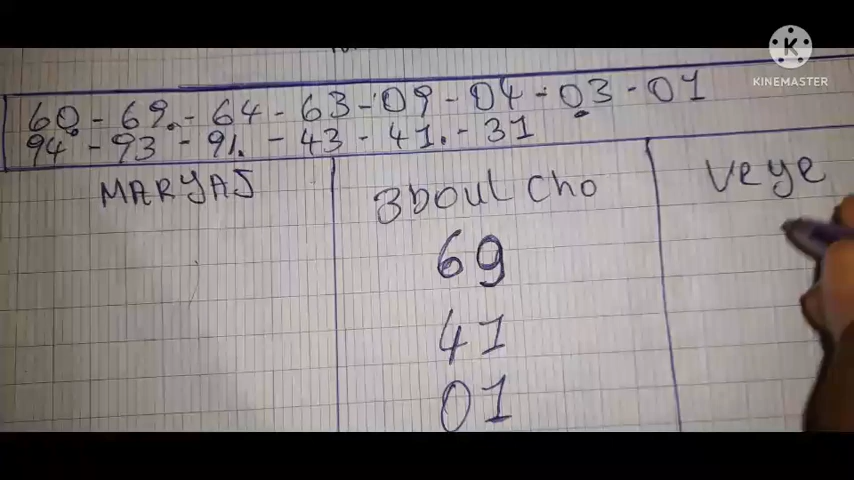 60 - 69 - 64 - 63 - 09 - 04 - 03 - 01
94 - 93 - 91 - 43 - 41 - 31
MARYAJ
3boul cho
veye
69
41
01
K
KINEMASTER